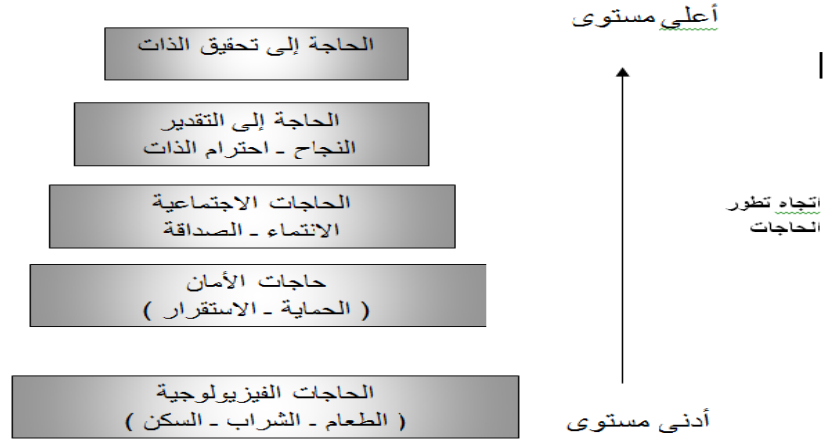 أعلى مستوى
الحاجة إلى تحقيق الذات
الحاجة إلى التقدير
النجاح ـ احترام الذات
الحاجات الاجتماعية
الانتماء ـ الصداقة
اتجاه تطور
الحاجات
حاجات الأمان
( الحماية ـ الاستقرار )
الحاجات الفيزيولوجية
( الطعام ـ الشراب ـ السكن )
أدنى مستوى